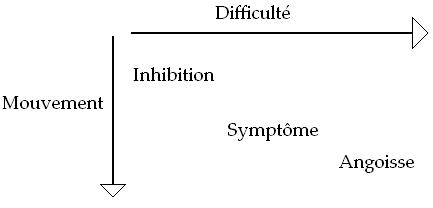 Difficulté
Inhibition
Mouvement
Symptôme
Angoisse